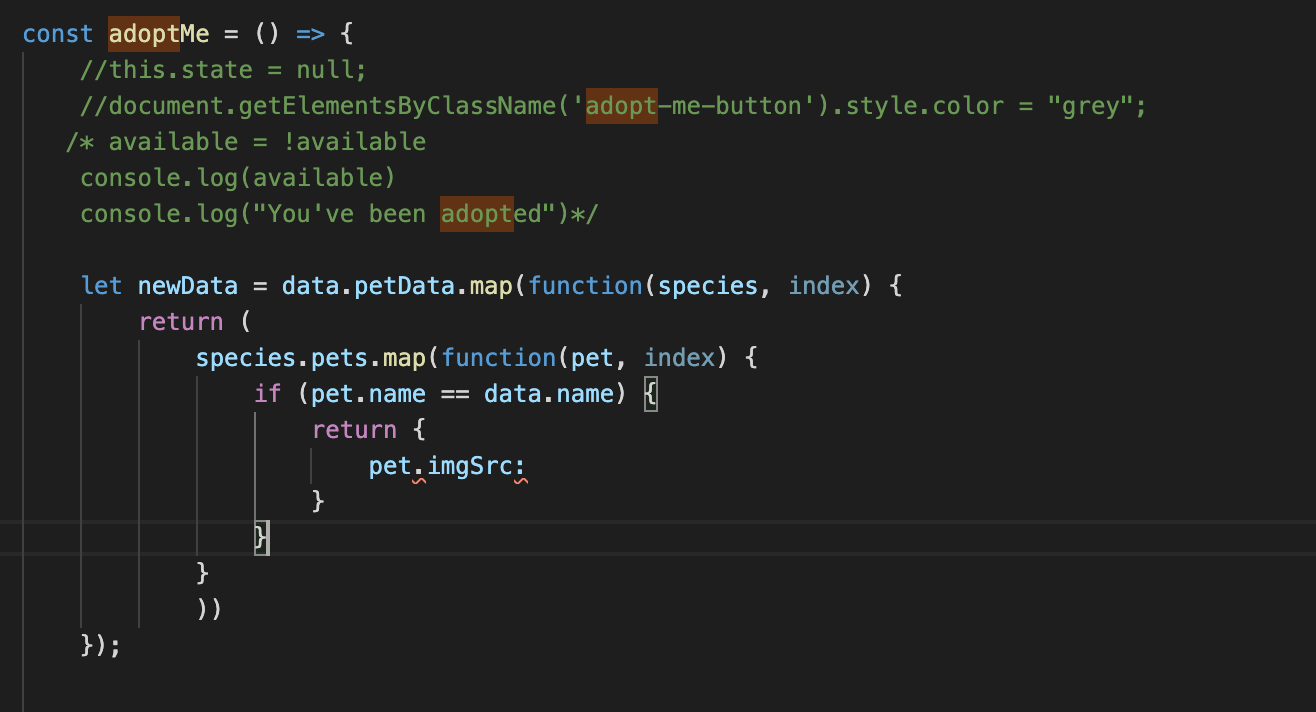 const adoptMe = () => {
//this.state = null;
//document.getElementsByClassName('adopt-me-button').style.color = "grey";
/* available = !available
console.log(available)
console.log("You've been adopted")*/
let newData = data.petData.map(function(species, index) {
return (
species.pets.map(function(pet, index) {
if (pet.name == data.name) {
return {
pet.imgSrc:
}
}
}
))
});